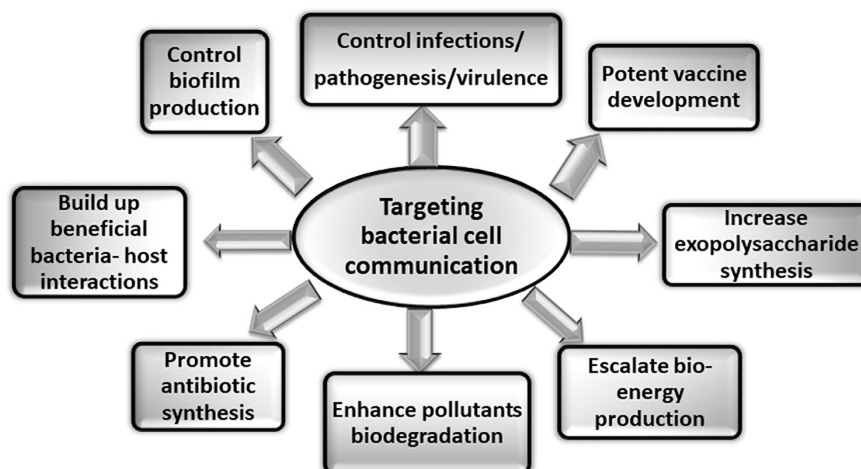 Control
biofilm
production
Control infections/
pathogenesis/virulence
Potent vaccine
development
Build up
beneficial
bacteria- host
interactions
Targeting
bacterial cell
communication
Increase
exopolysaccharide
synthesis
Promote
antibiotic
synthesis
Enhance pollutants
biodegradation
Escalate bio-
energy
production